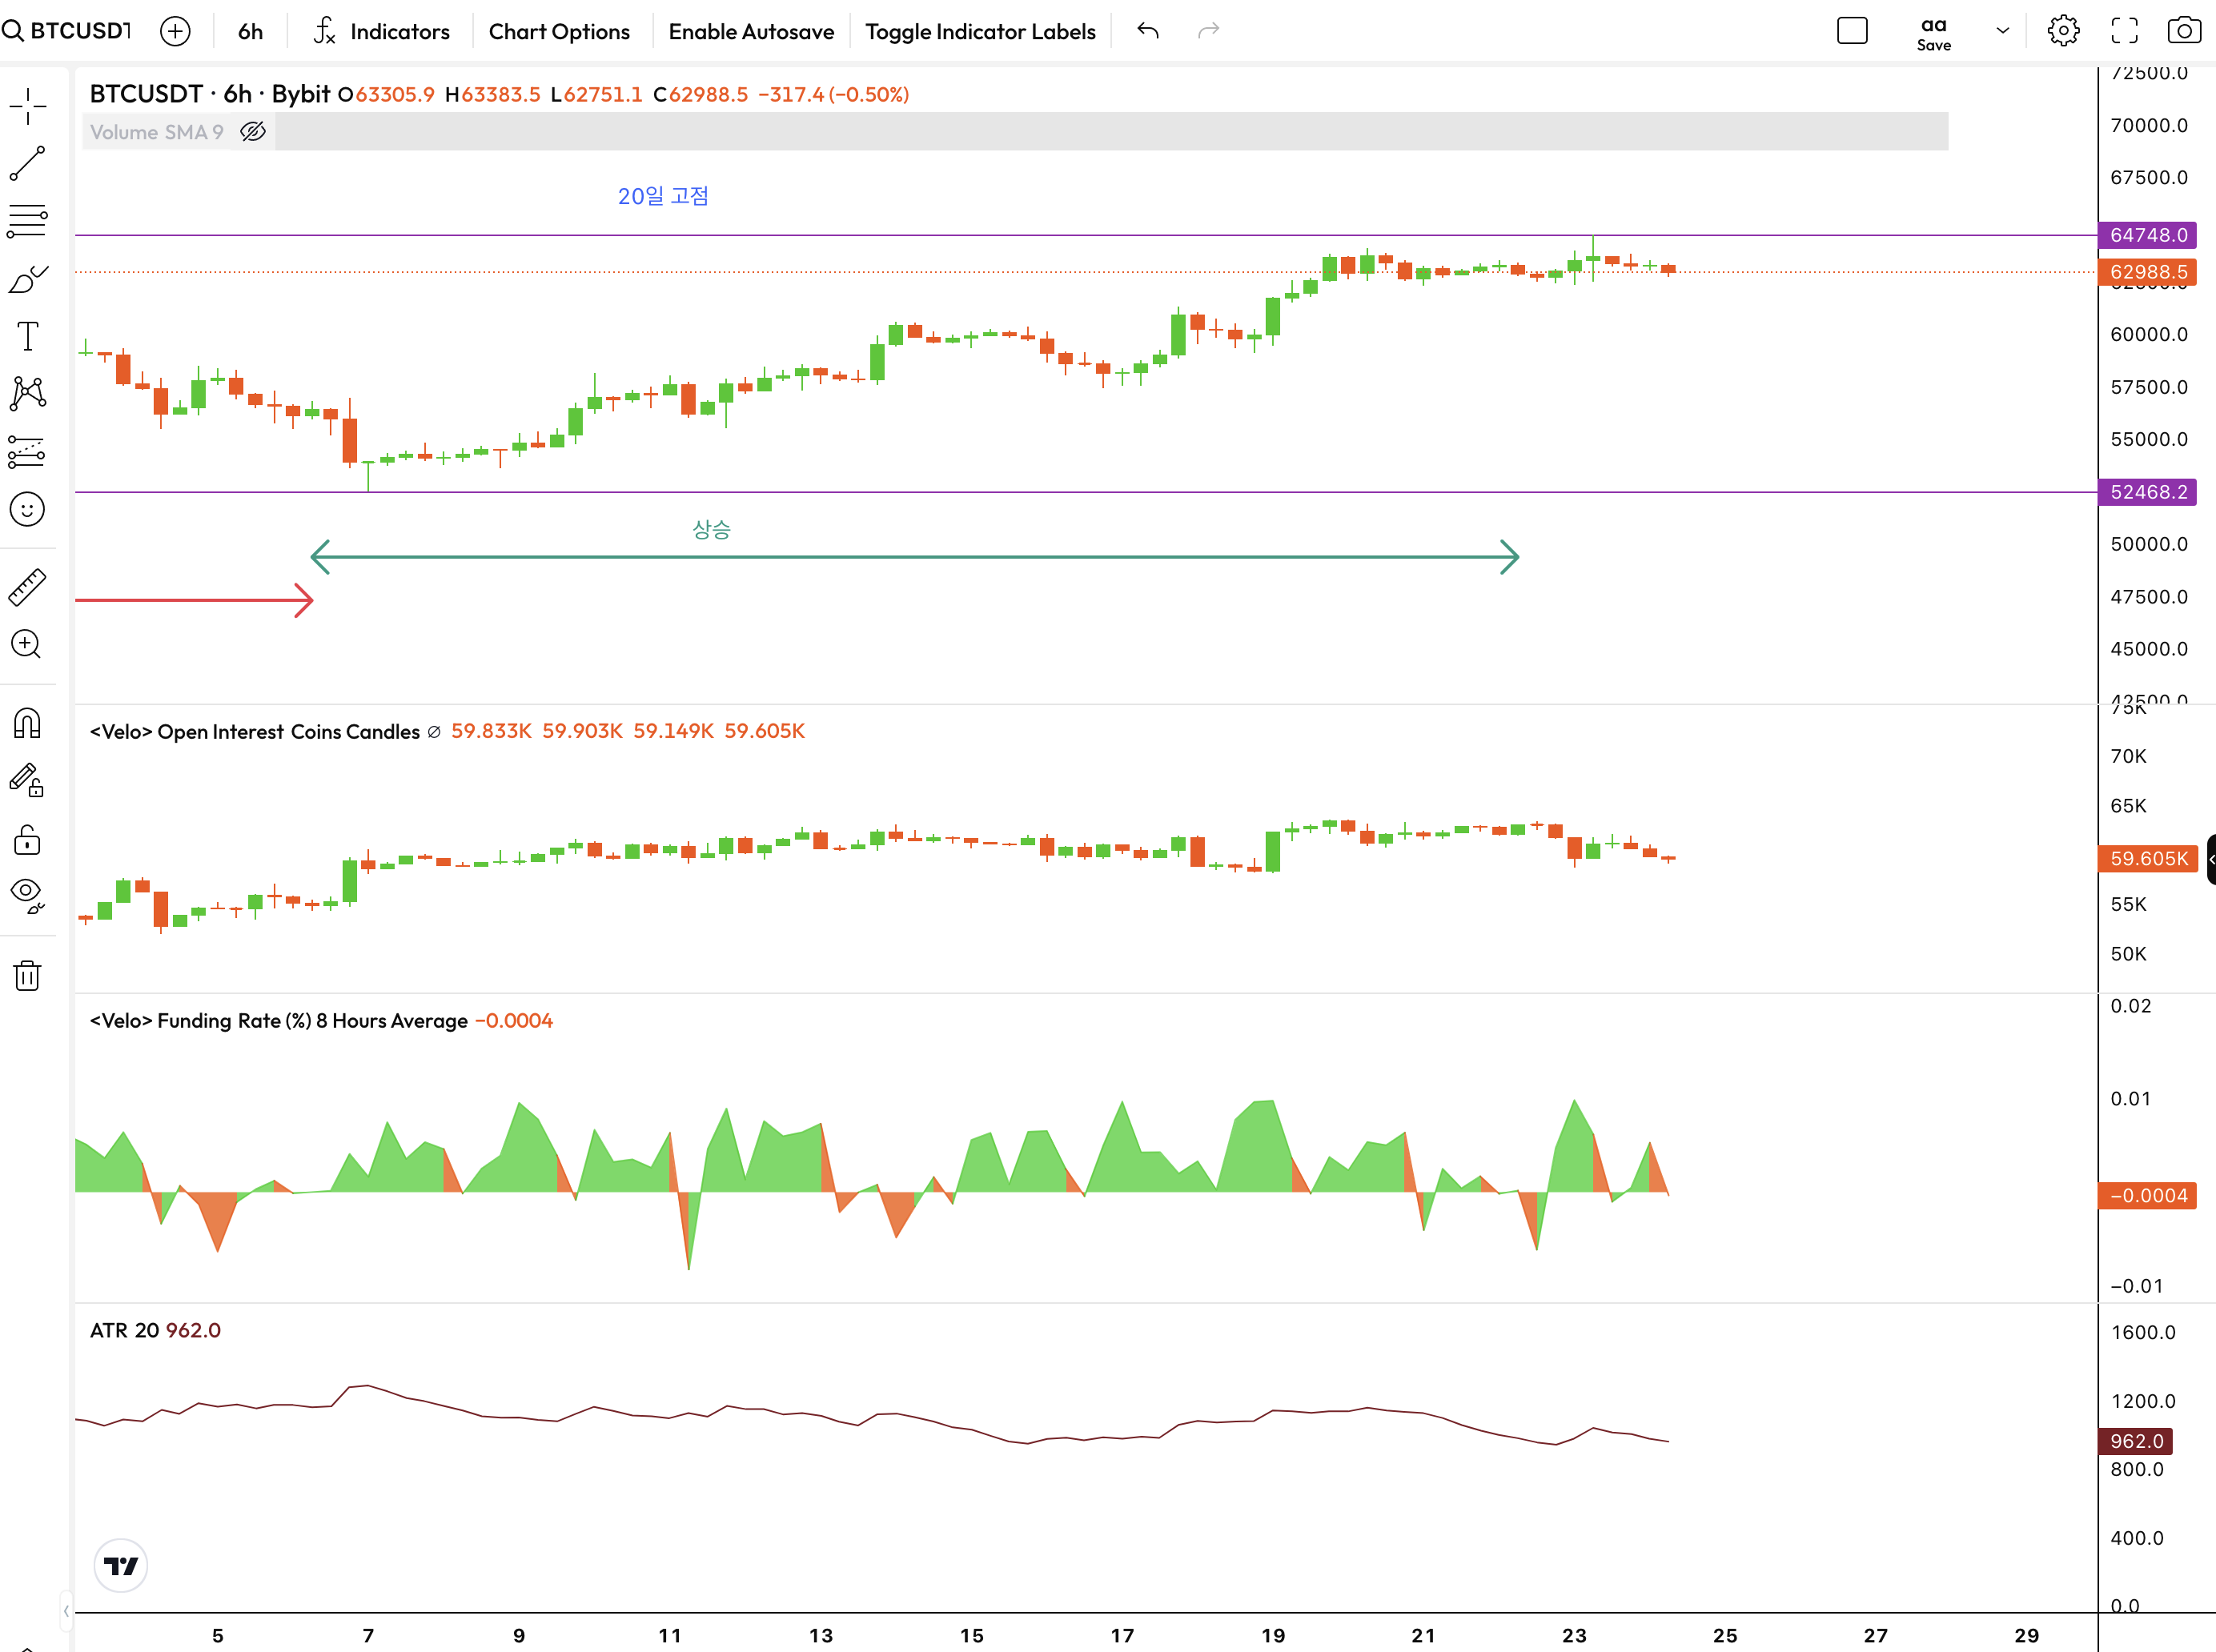 BTCUSDT 6h Indicators Chart Options Enable Autosave Toggle Indicator Labels aa
Save
BTCUSDT · 6h · Bybit O63305.9 H63383.5 L62751.1 C62988.5 −317.4 (−0.50%)
Volume SMA 9
20일 고점
상승
72500.0
70000.0
67500.0
64748.0
62988.5
60000.0
57500.0
55000.0
52468.2
50000.0
47500.0
45000.0
42500.0
<Velo> Open Interest Coins Candles ∅ 59.833K 59.903K 59.149K 59.605K
75K
70K
65K
59.605K
55K
50K
<Velo> Funding Rate (%) 8 Hours Average −0.0004
0.02
0.01
−0.0004
−0.01
ATR 20 962.0
1600.0
1200.0
962.0
800.0
400.0
0.0
5 7 9 11 13 15 17 19 21 23 25 27 29